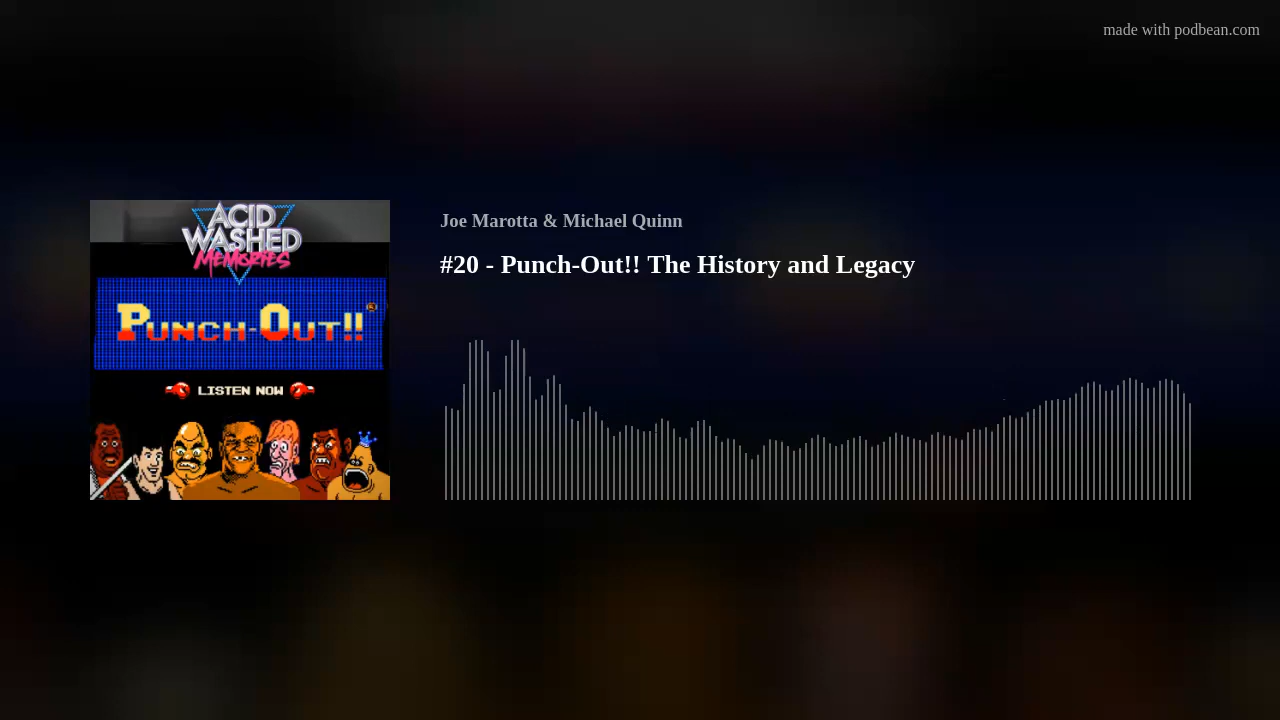 made with podbean.com
ACID
WASHED
MEMORIES
PUNCH-OUT!!
LISTEN NOW
Joe Marotta & Michael Quinn
#20 - Punch-Out!! The History and Legacy